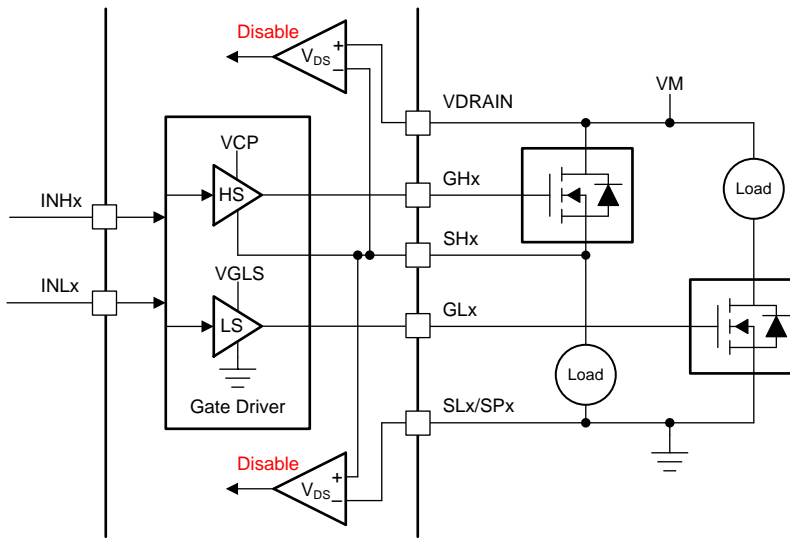 Disable
VDS
+
−
VDRAIN
VM
VCP
HS
GHx
Load
INHx
SHx
INLx
VGLS
LS
GLx
Load
Gate Driver
SLx/SPx
Disable
VDS
+
−